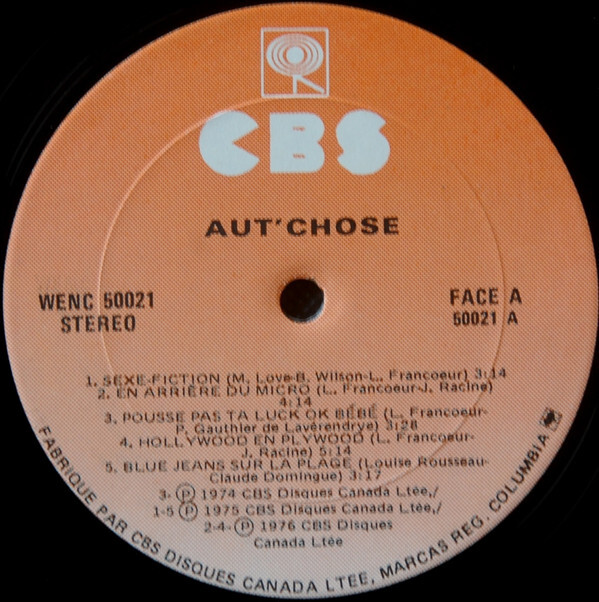 CBS
AUT'CHOSE
WENC 50021
STEREO
FACE A
50021 A
1. SEXE-FICTION (M. Love-B. Wilson-L. Francoeur) 3:14
2. EN ARRIÈRE DU MICRO (L. Francoeur-J. Racine)
4:14
3. POUSSE PAS TA LUCK OK BÉBÉ (L. Francoeur-
P. Gauthier de Lavérendrye) 3:28
4. HOLLYWOOD EN PLYWOOD (L. Francoeur-
J. Racine) 5:14
5. BLUE JEANS SUR LA PLAGE (Louise Rousseau-
Claude Domingue) 3:17
3- Ⓟ 1974 CBS Disques Canada Ltée,/
1-5 Ⓟ 1975 CBS Disques Canada Ltée,/
2-4- Ⓟ 1976 CBS Disques
Canada Ltée
FABRIQUE PAR CBS DISQUES CANADA LTEE, MARCAS REG. COLUMBIA